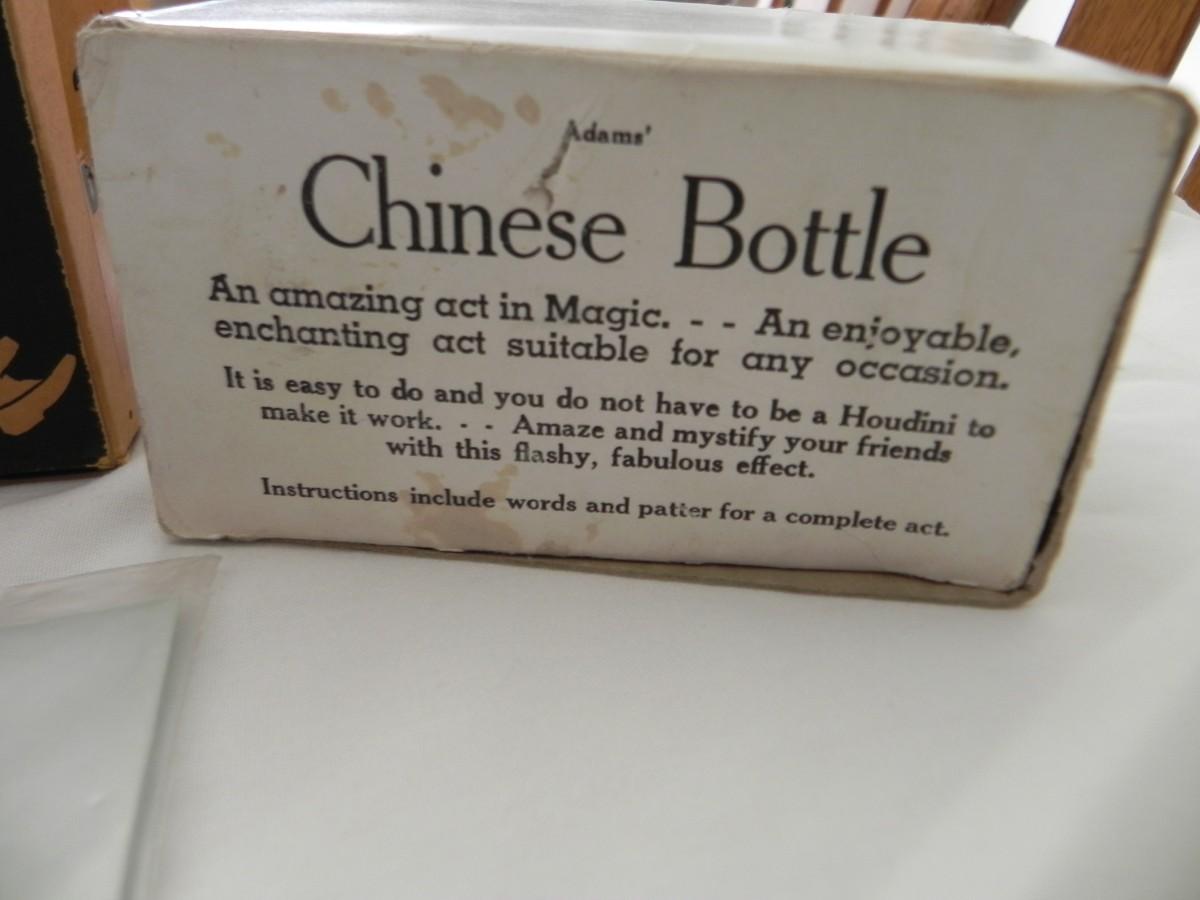 Adams'
Chinese Bottle
An amazing act in Magic. - - An enjoyable,
enchanting act suitable for any occasion.
It is easy to do and you do not have to be a Houdini to
make it work. - - Amaze and mystify your friends
with this flashy, fabulous effect.
Instructions include words and patter for a complete act.